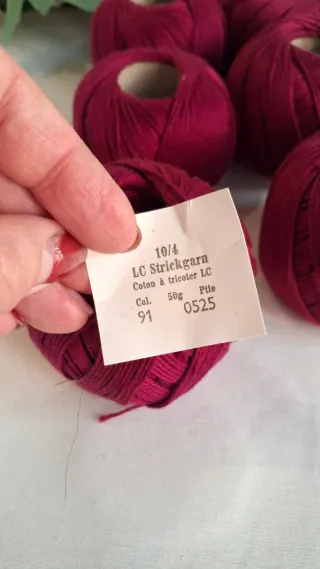 10/4
LC Strickgarn
Coton à tricoter LC
Col. 50g Ptie
91 0525